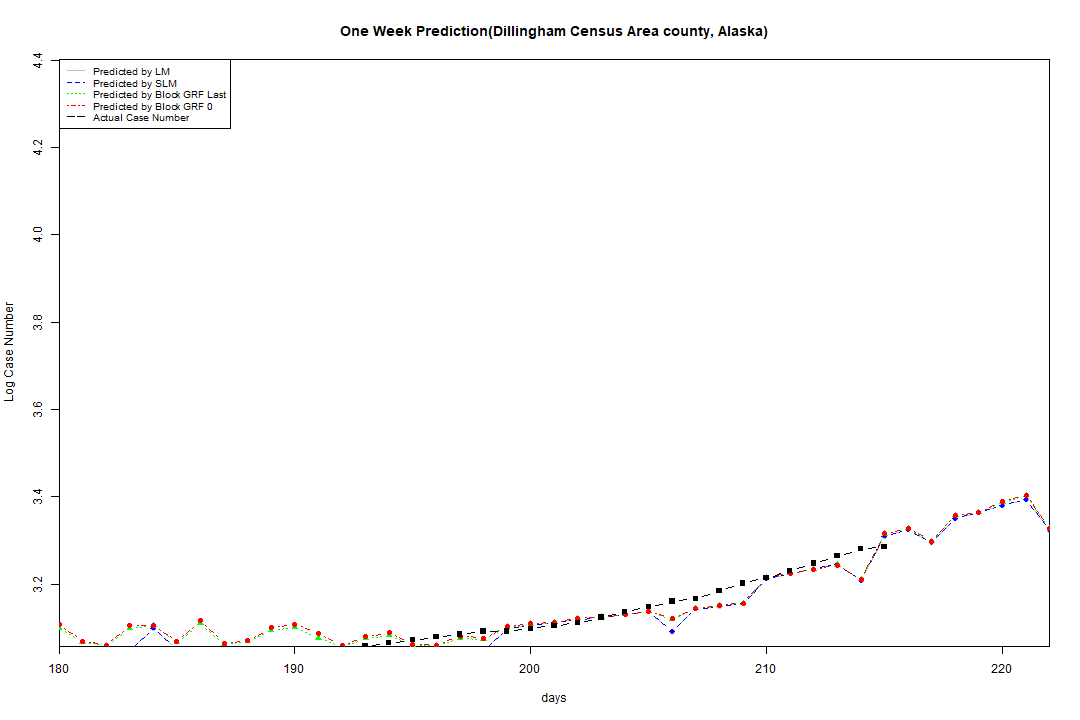 One Week Prediction(Dillingham Census Area county, Alaska)
Predicted by LM
Predicted by SLM
Predicted by Block GRF Last
Predicted by Block GRF 0
Actual Case Number
4.4
4.2
4.0
3.8
3.6
3.4
3.2
Log Case Number
180
190
200
210
220
days